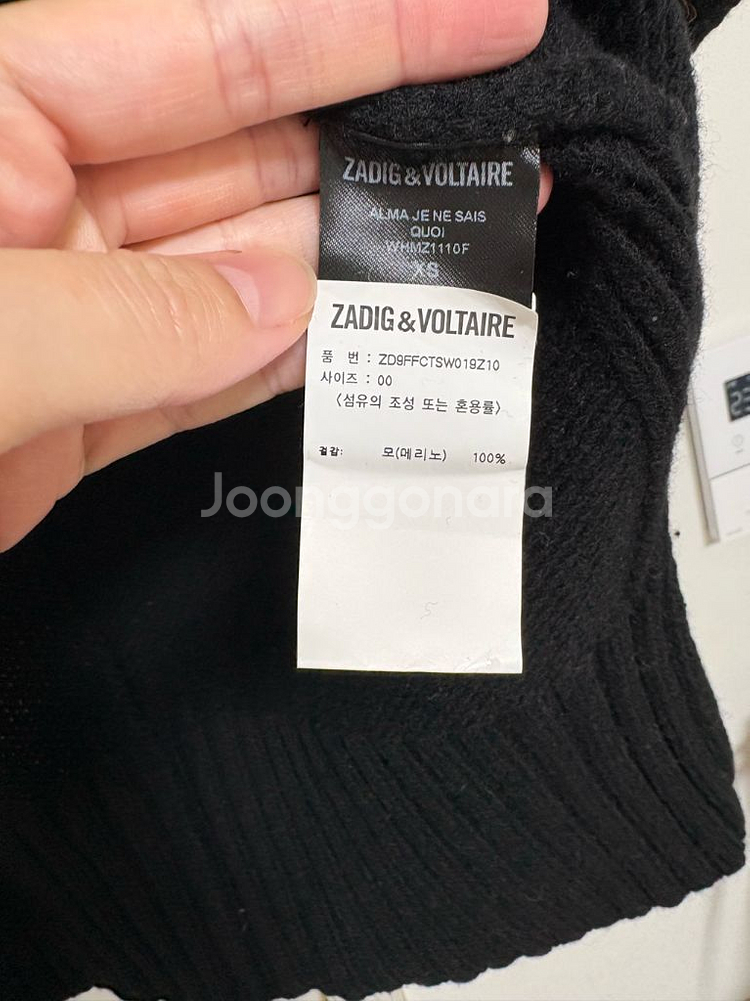 ZADIG & VOLTAIRE
ALMA JE NE SAIS
QUOI
WHMZ1110F
XS
ZADIG & VOLTAIRE
품 번 : ZD9FFCTSW019Z10
사이즈 : 00
〈섬유의 조성 또는 혼용률〉
겉감: 모(메리노) 100%
Joonggonara
23